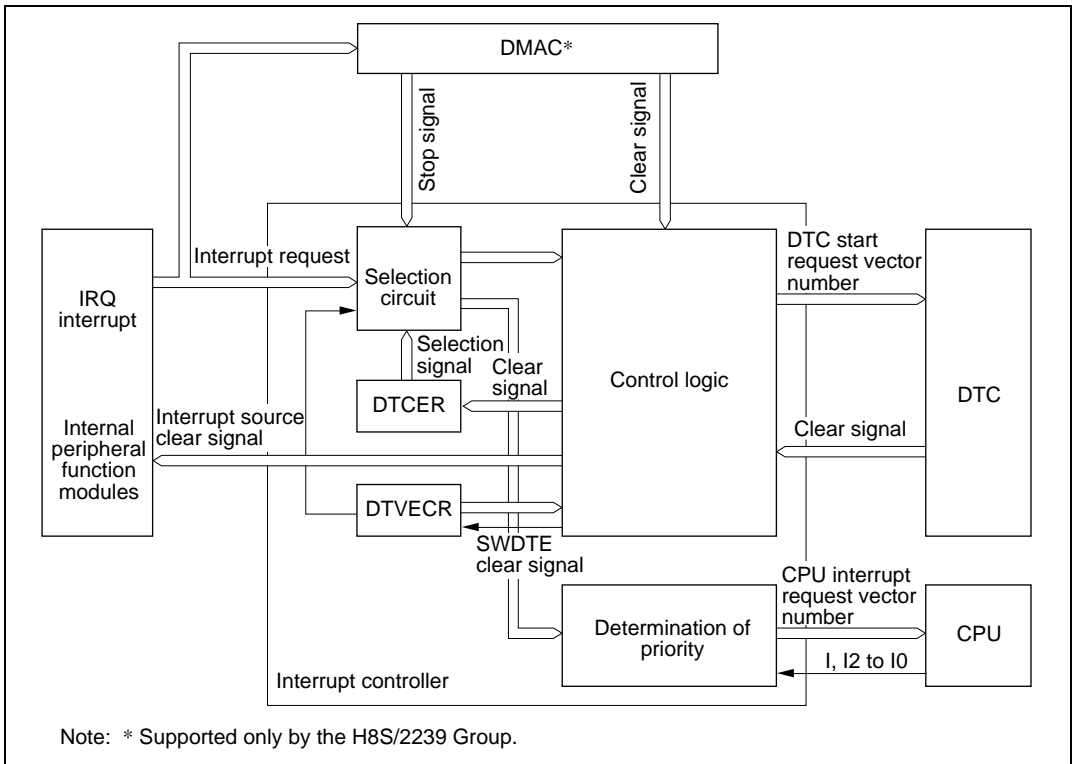 DMAC*
Stop signal
Clear signal
IRQ
interrupt
Internal
peripheral
function
modules
Interrupt request
Selection
circuit
Selection
signal
Clear
signal
DTCER
Interrupt source
clear signal
DTVECR
SWDTE
clear signal
Control logic
DTC start
request vector
number
DTC
Clear signal
CPU interrupt
request vector
number
Determination of
priority
CPU
I, I2 to I0
Interrupt controller
Note: * Supported only by the H8S/2239 Group.